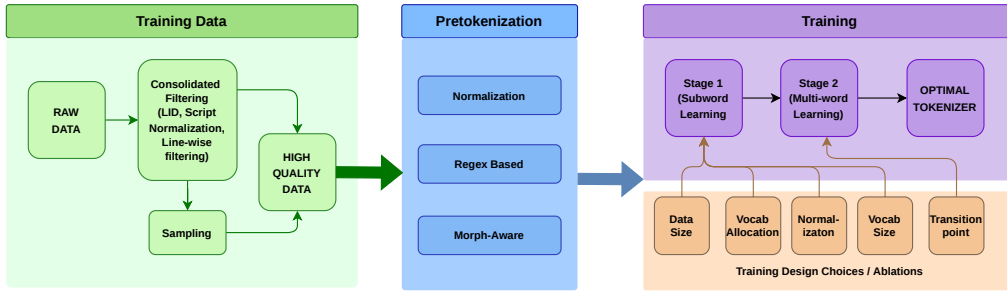 Training Data
RAW
DATA
Consolidated
Filtering
(LID, Script
Normalization,
Line-wise
filtering)
Sampling
HIGH
QUALITY
DATA
Pretokenization
Normalization
Regex Based
Morph-Aware
Training
Stage 1
(Subword
Learning
Stage 2
(Multi-word
Learning)
OPTIMAL
TOKENIZER
Data
Size
Vocab
Allocation
Normal-
izaton
Vocab
Size
Transition
point
Training Design Choices / Ablations